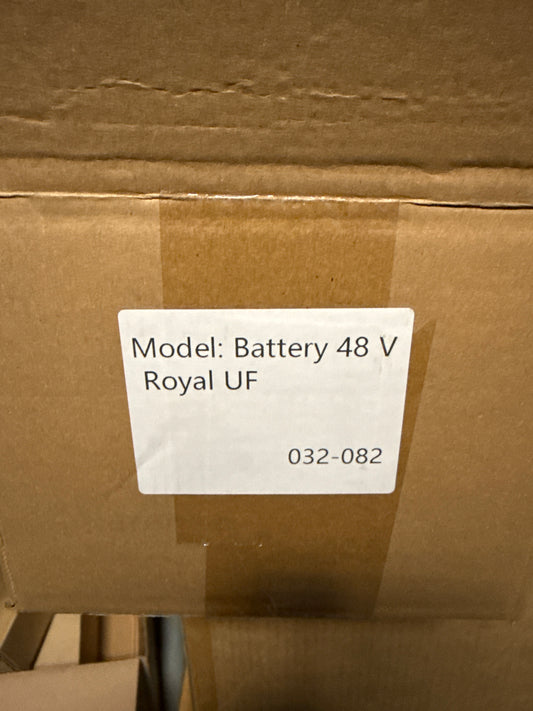 Model: Battery 48 V
Royal UF
032-082